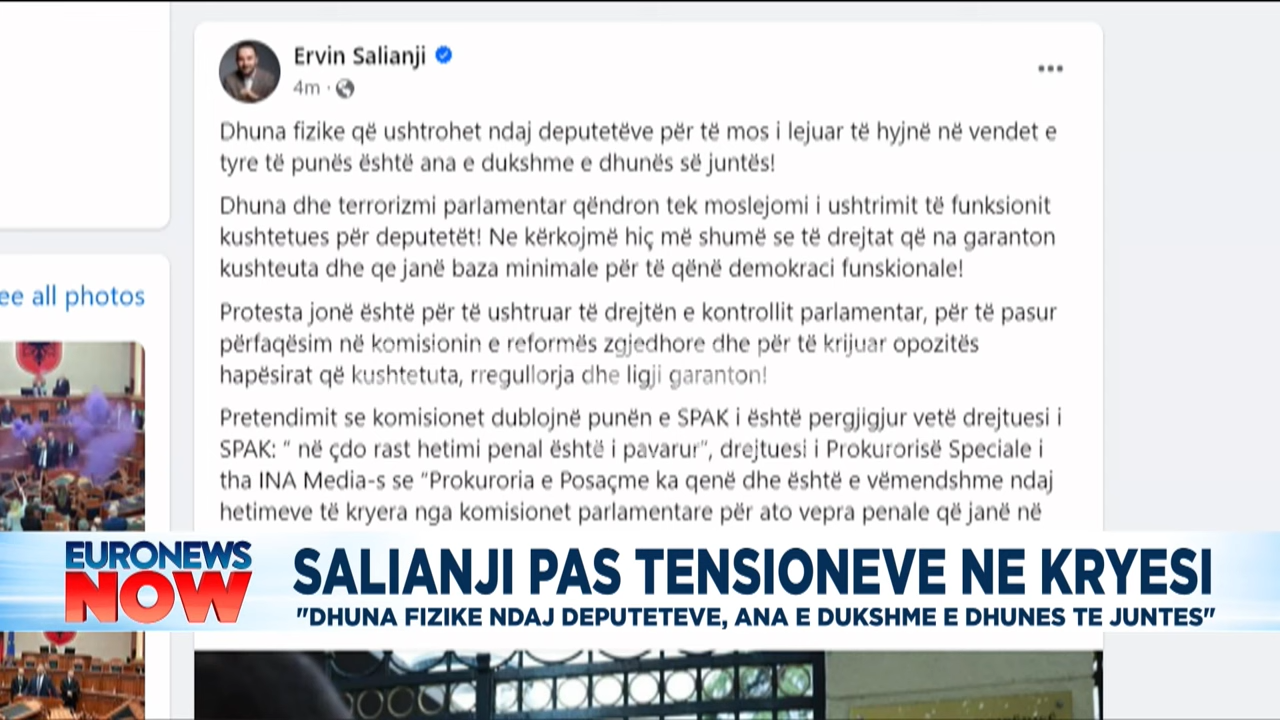 Ervin Salianji
4m ·
Dhuna fizike që ushtrohet ndaj deputetëve për të mos i lejuar të hyjnë në vendet e
tyre të punës është ana e dukshme e dhunës së juntës!
Dhuna dhe terrorizmi parlamentar qëndron tek moslejomi i ushtrimit të funksionit
kushtetues për deputetët! Ne kërkojmë hiç më shumë se të drejtat që na garanton
kushteuta dhe qe janë baza minimale për të qënë demokraci funskionale!
Protesta jonë është për të ushtruar të drejtën e kontrollit parlamentar, për të pasur
përfaqësim në komisionin e reformës zgjedhore dhe për të krijuar opozitës
hapësirat që kushtetuta, rregullorja dhe ligji garanton!
Pretendimit se komisionet dublojnë punën e SPAK i është pergjigjur vetë drejtuesi i
SPAK: “ në çdo rast hetimi penal është i pavarur”, drejtuesi i Prokurorisë Speciale i
tha INA Media-s se “Prokuroria e Posaçme ka qenë dhe është e vëmendshme ndaj
hetimeve të kryera nga komisionet parlamentare për ato vepra penale që janë në
ee all photos
EURONEWS
NOW
SALIANJI PAS TENSIONEVE NE KRYESI
"DHUNA FIZIKE NDAJ DEPUTETEVE, ANA E DUKSHME E DHUNES TE JUNTES"